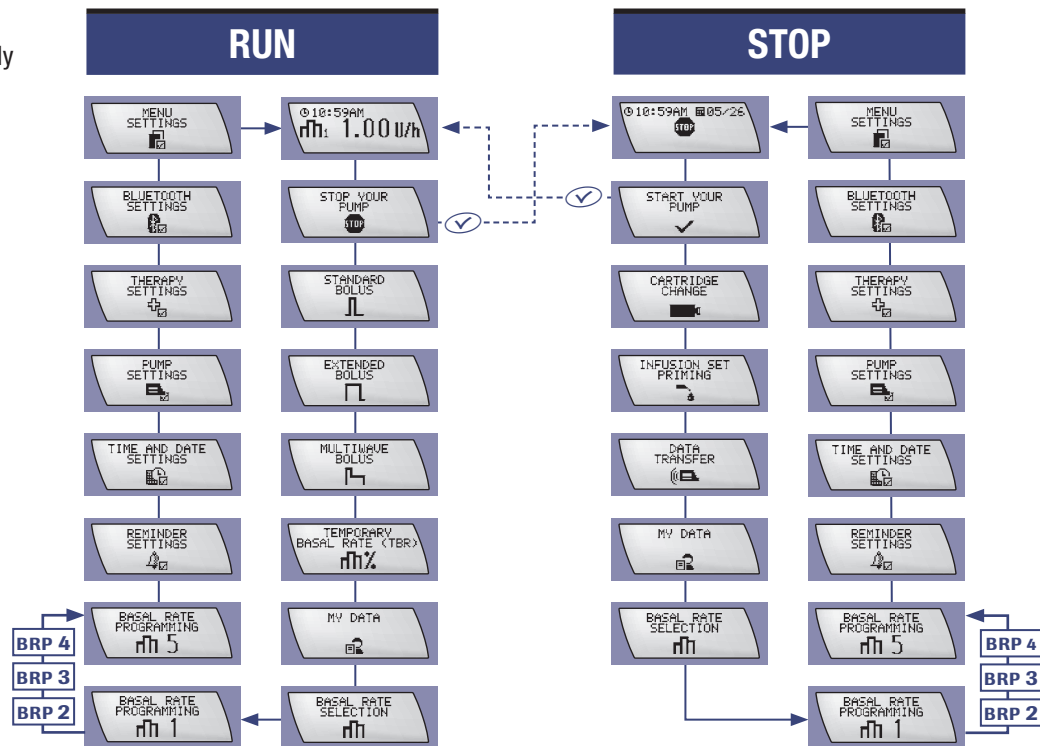 ly
RUN
MENU
SETTINGS
BLUETOOTH
SETTINGS
THERAPY
SETTINGS
PUMP
SETTINGS
TIME AND DATE
SETTINGS
REMINDER
SETTINGS
BASAL RATE
PROGRAMMING
5
BRP 4
BRP 3
BRP 2
BASAL RATE
PROGRAMMING
1
10:59AM
1 1.00 U/h
STOP YOUR
PUMP
STOP
STANDARD
BOLUS
EXTENDED
BOLUS
MULTIWAVE
BOLUS
TEMPORARY
BASAL RATE (TBR)
%
MY DATA
BASAL RATE
SELECTION
STOP
10:59AM 05/26
STOP
START YOUR
PUMP
CARTRIDGE
CHANGE
INFUSION SET
PRIMING
DATA
TRANSFER
MY DATA
BASAL RATE
SELECTION
MENU
SETTINGS
BLUETOOTH
SETTINGS
THERAPY
SETTINGS
PUMP
SETTINGS
TIME AND DATE
SETTINGS
REMINDER
SETTINGS
BASAL RATE
PROGRAMMING
5
BRP 4
BRP 3
BRP 2
BASAL RATE
PROGRAMMING
1